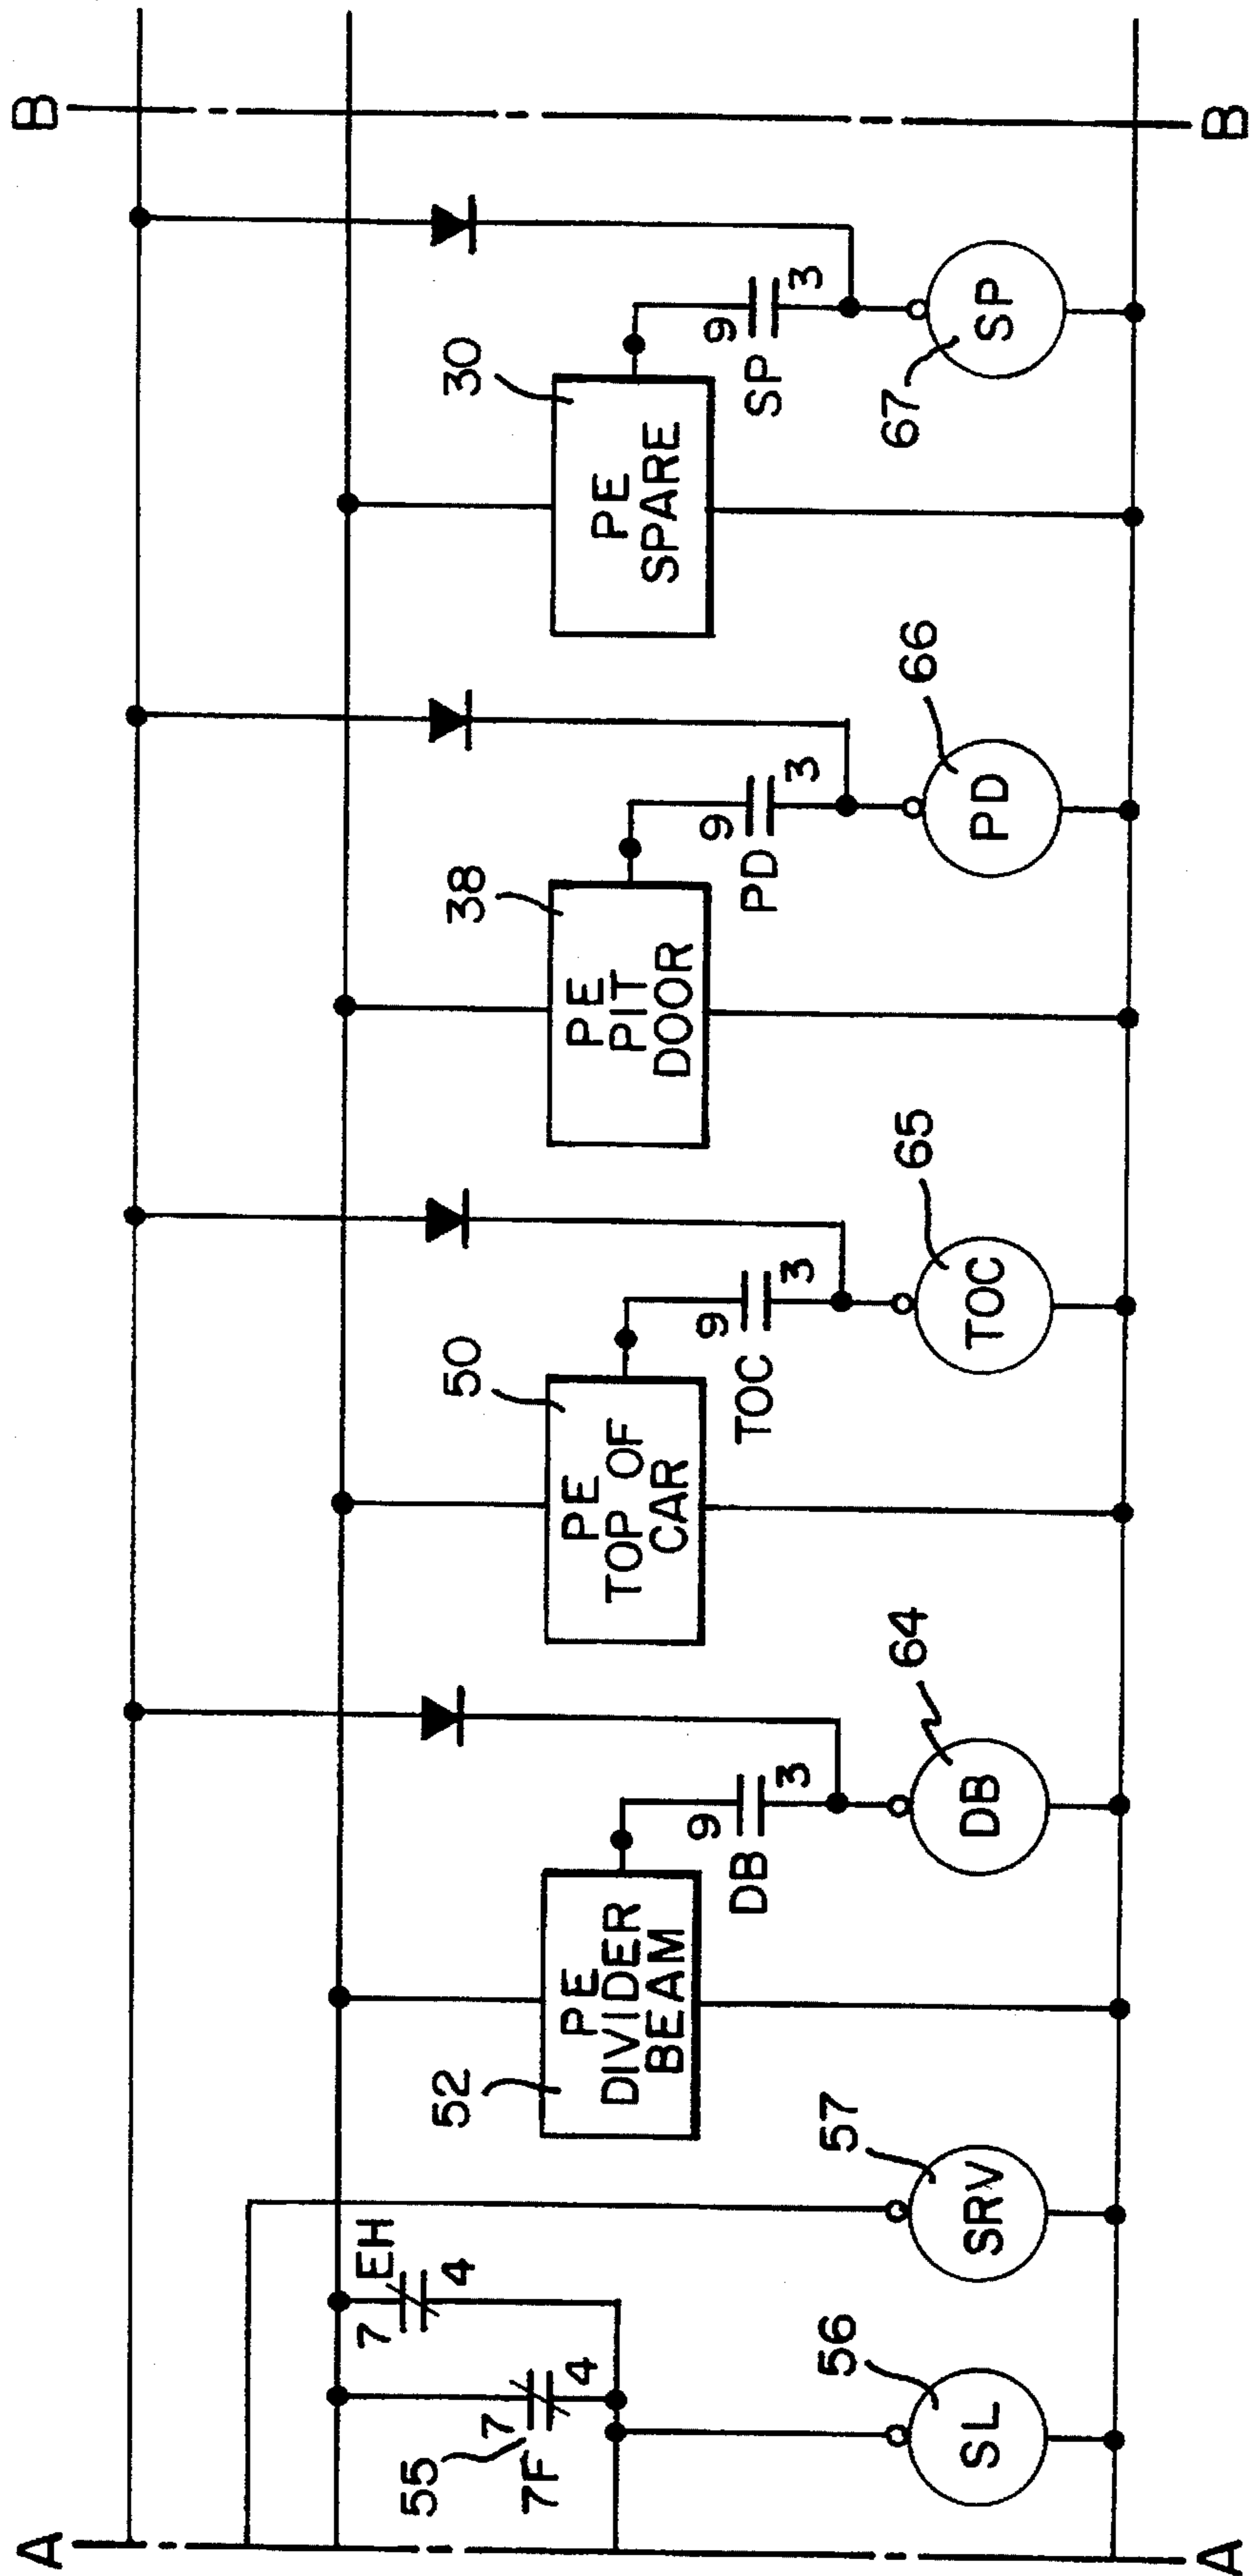 A
B
EH
7
4
55
7
4
7F
56
SL
57
SRV
52
PE
DIVIDER
BEAM
9
3
DB
64
DB
50
PE
TOP OF
CAR
9
3
TOC
65
TOC
38
PE
PIT
DOOR
9
3
PD
66
PD
30
PE
SPARE
9
3
SP
67
SP
A
B